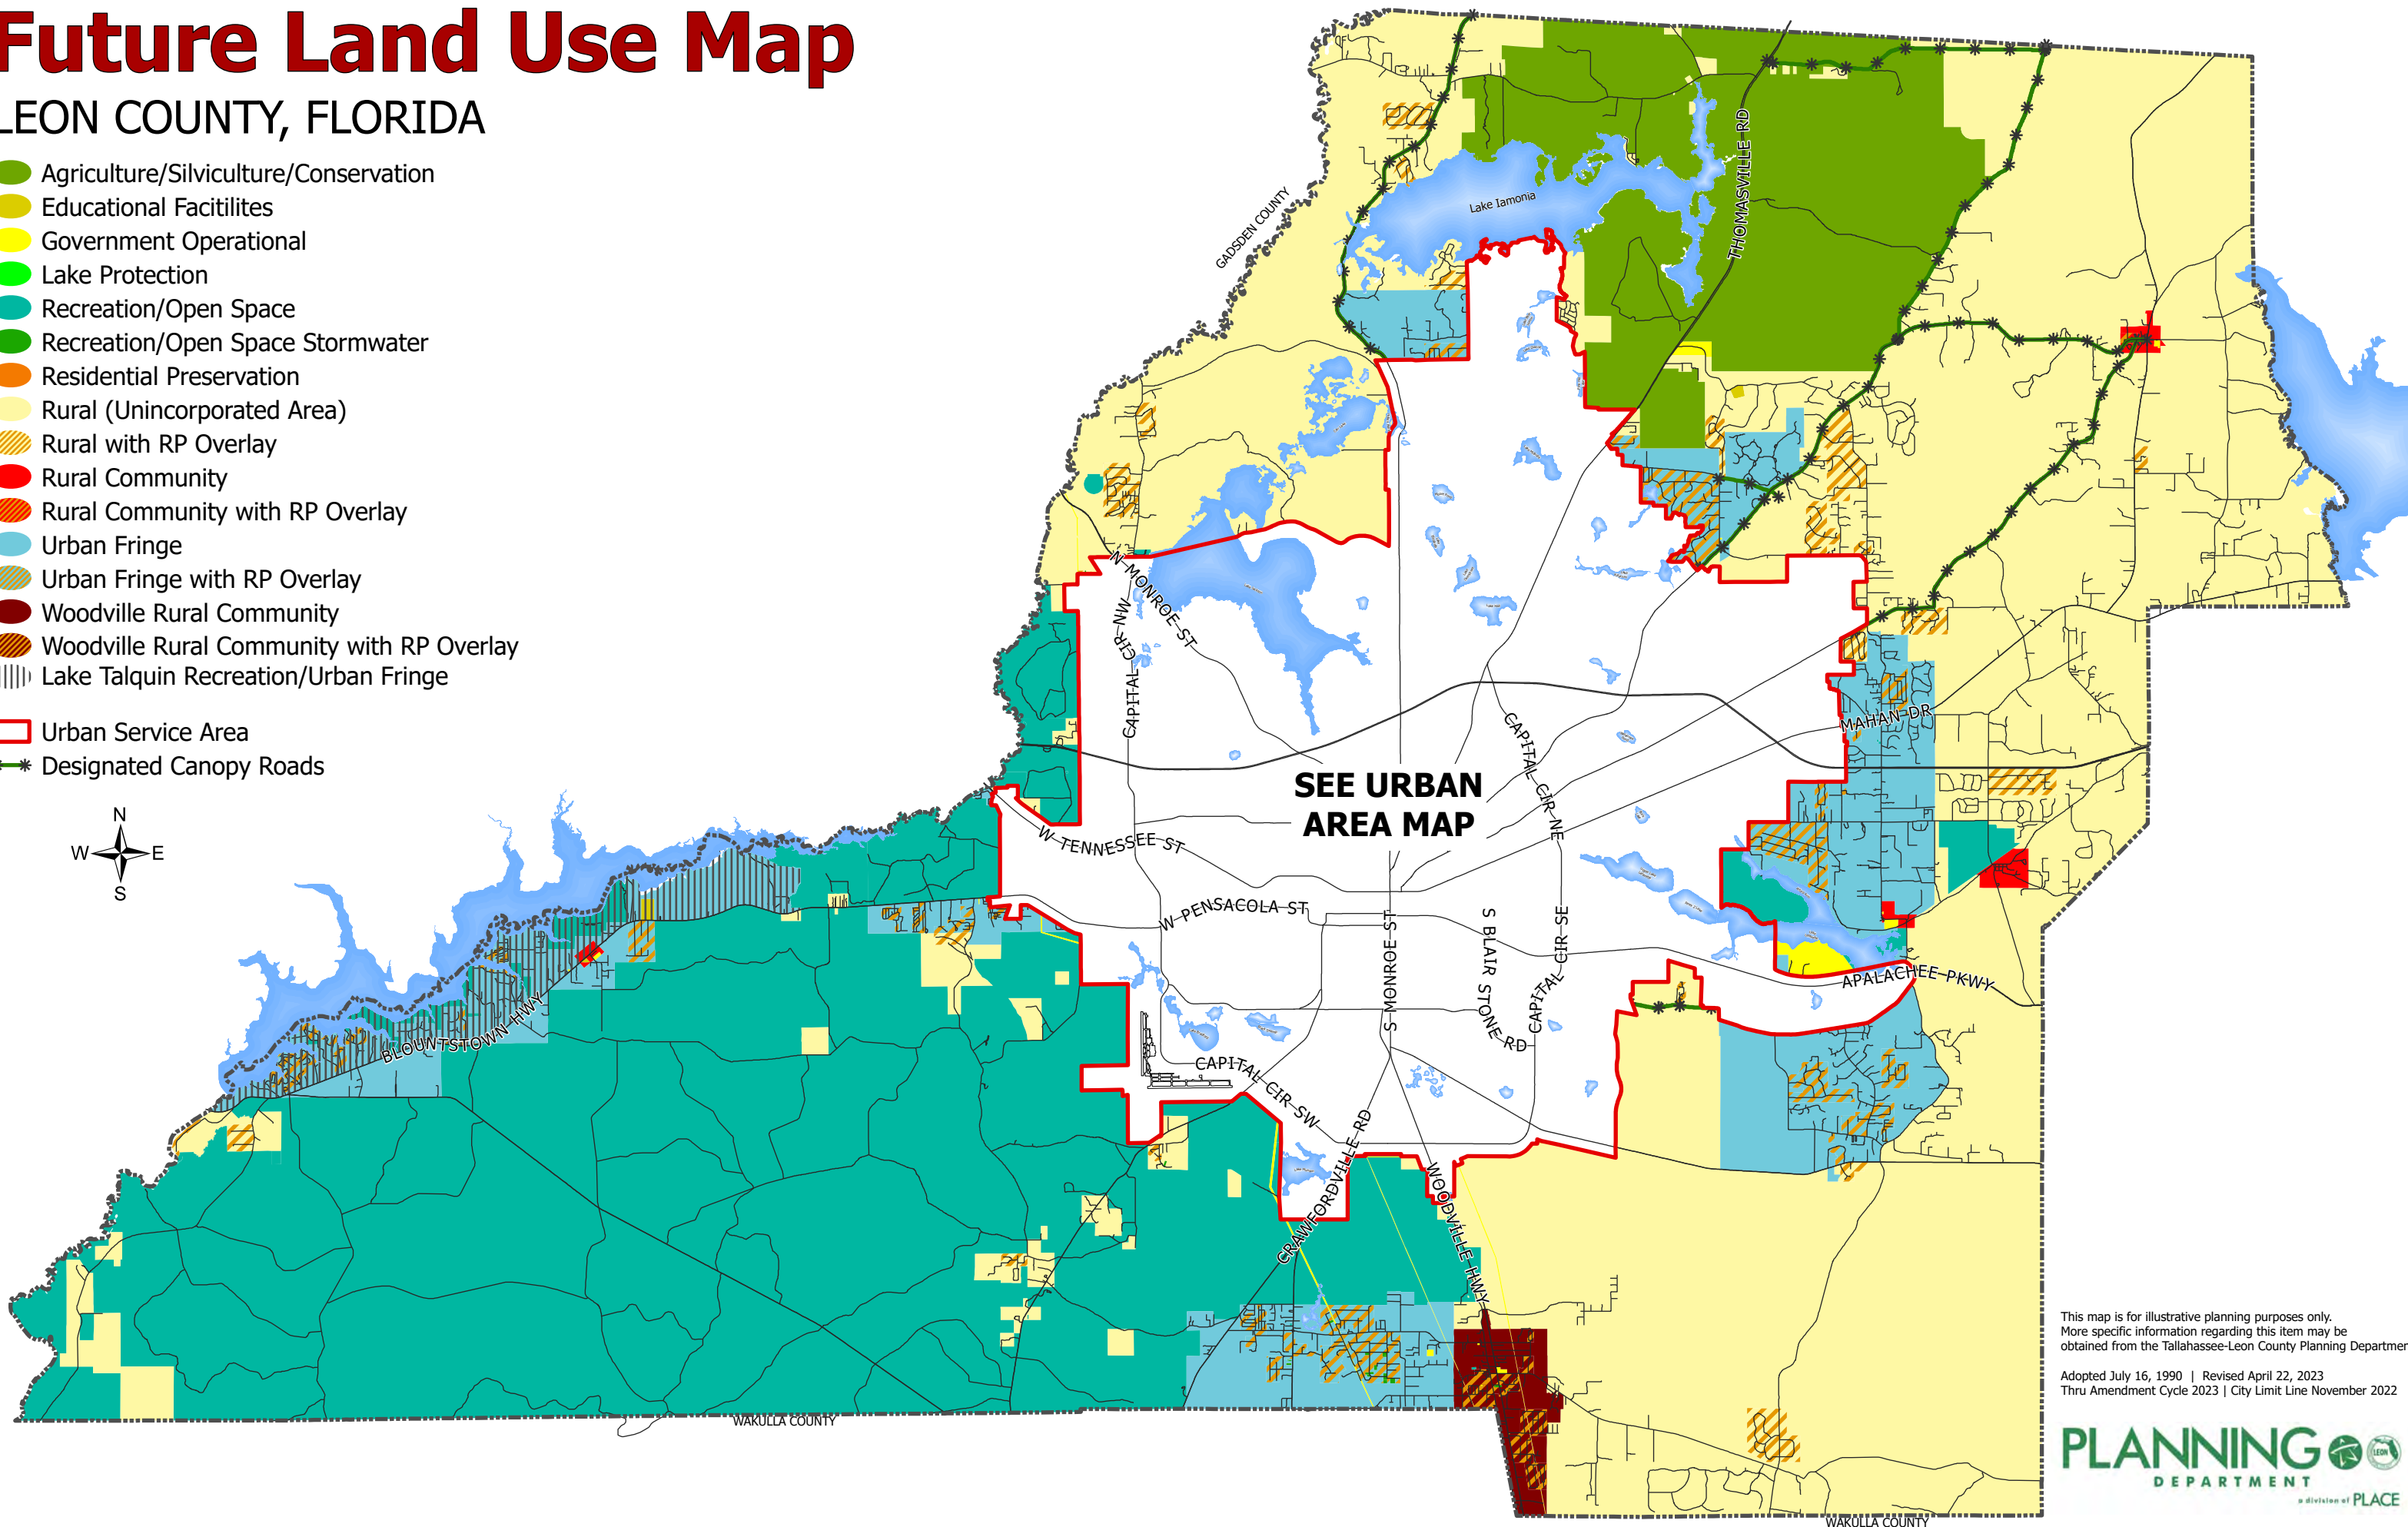 Future Land Use Map
LEON COUNTY, FLORIDA
Agriculture/Silviculture/Conservation
Educational Facitilites
Government Operational
Lake Protection
Recreation/Open Space
Recreation/Open Space Stormwater
Residential Preservation
Rural (Unincorporated Area)
Rural with RP Overlay
Rural Community
Rural Community with RP Overlay
Urban Fringe
Urban Fringe with RP Overlay
Woodville Rural Community
Woodville Rural Community with RP Overlay
Lake Talquin Recreation/Urban Fringe
Urban Service Area
Designated Canopy Roads
N
W E
S
GADSDEN COUNTY
Lake Iamonia
THOMASVILLE RD
N MONROE ST
CAPITAL CIR NW
CAPITAL CIR NE
MAHAN DR
SEE URBAN
AREA MAP
W TENNESSEE ST
W PENSACOLA ST
S MONROE ST
S BLAIR STONE RD
CAPITAL CIR SE
APALACHEE PKWY
BLOUNTSTOWN HWY
CAPITAL CIR SW
CRAWFORDVILLE RD
WOODVILLE HWY
WAKULLA COUNTY
WAKULLA COUNTY
This map is for illustrative planning purposes only.
More specific information regarding this item may be
obtained from the Tallahassee-Leon County Planning Departmen
Adopted July 16, 1990 | Revised April 22, 2023
Thru Amendment Cycle 2023 | City Limit Line November 2022
PLANNING
LEON
DEPARTMENT
a division of PLACE